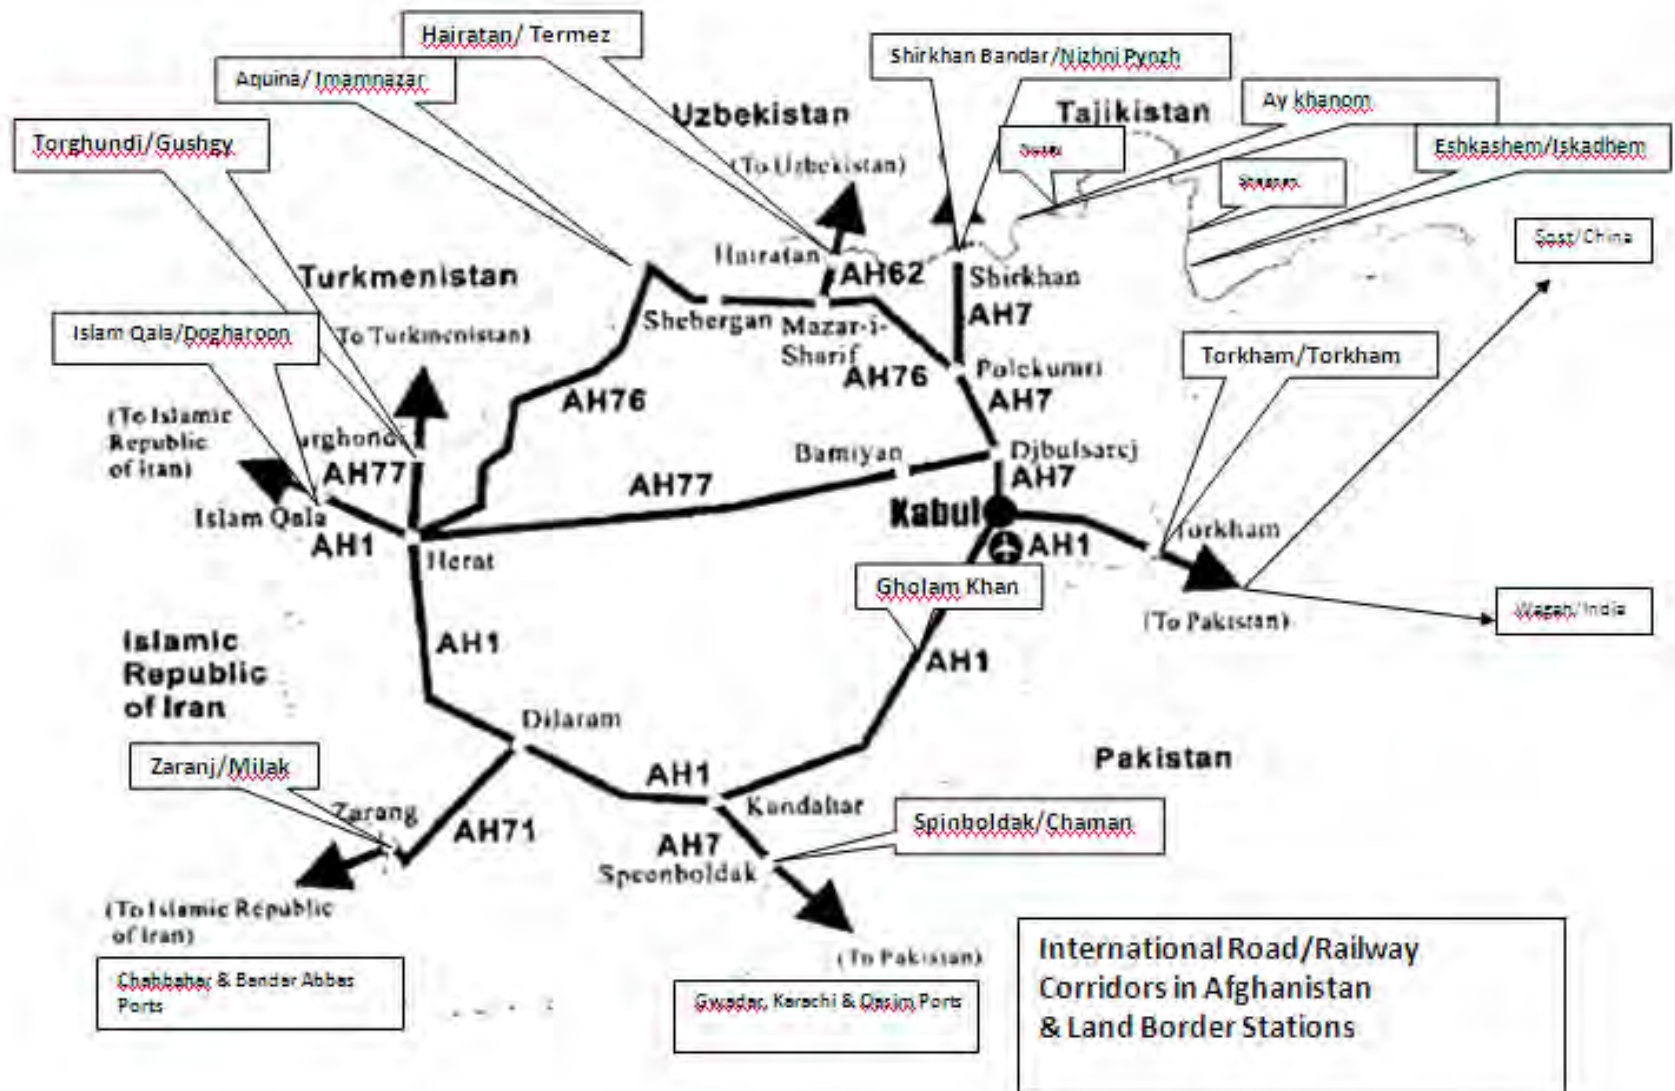 Hairatan/ Termez
Shirkhan Bandar/Nizhni Pynzh
Aquina/ Imamnazar
Ay khanom
Uzbekistan
Tajikistan
Torghundi/Gushgy
Eshkashem/Iskadhem
(To Uzbekistan)
Sost/China
Hairatan
AH62
Shirkhan
Turkmenistan
AH7
Islam Qala/Dogharoon
(To Turkmenistan)
Shebergan
Mazar-i-
Sharif
Torkham/Torkham
AH76
Polekumri
AH76
AH7
(To Islamic
Republic
of Iran)
urghondi
Bamiyan
Djbulsarej
AH77
AH77
AH7
Islam Qala
Kabul
AH1
Herat
AH1
Torkham
Gholam Khan
Wagah/India
(To Pakistan)
Islamic
Republic
of Iran
AH1
AH1
Dilaram
Pakistan
Zaranj/Milak
AH1
Kandahar
Zarang
AH71
Spinboldak/Chaman
AH7
Speonboldak
(To Islamic Republic
of Iran)
(To Pakistan)
Chabbahar & Bander Abbas
Ports
Gwadar, Karachi & Qasim Ports
International Road/Railway
Corridors in Afghanistan
& Land Border Stations